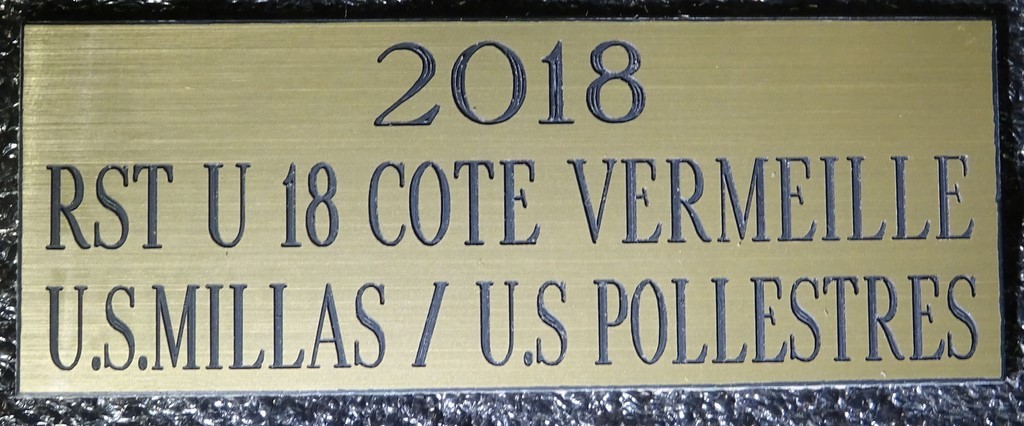 2018
RST U 18 COTE VERMEILLE
U.S.MILLAS / U.S POLLESTRES